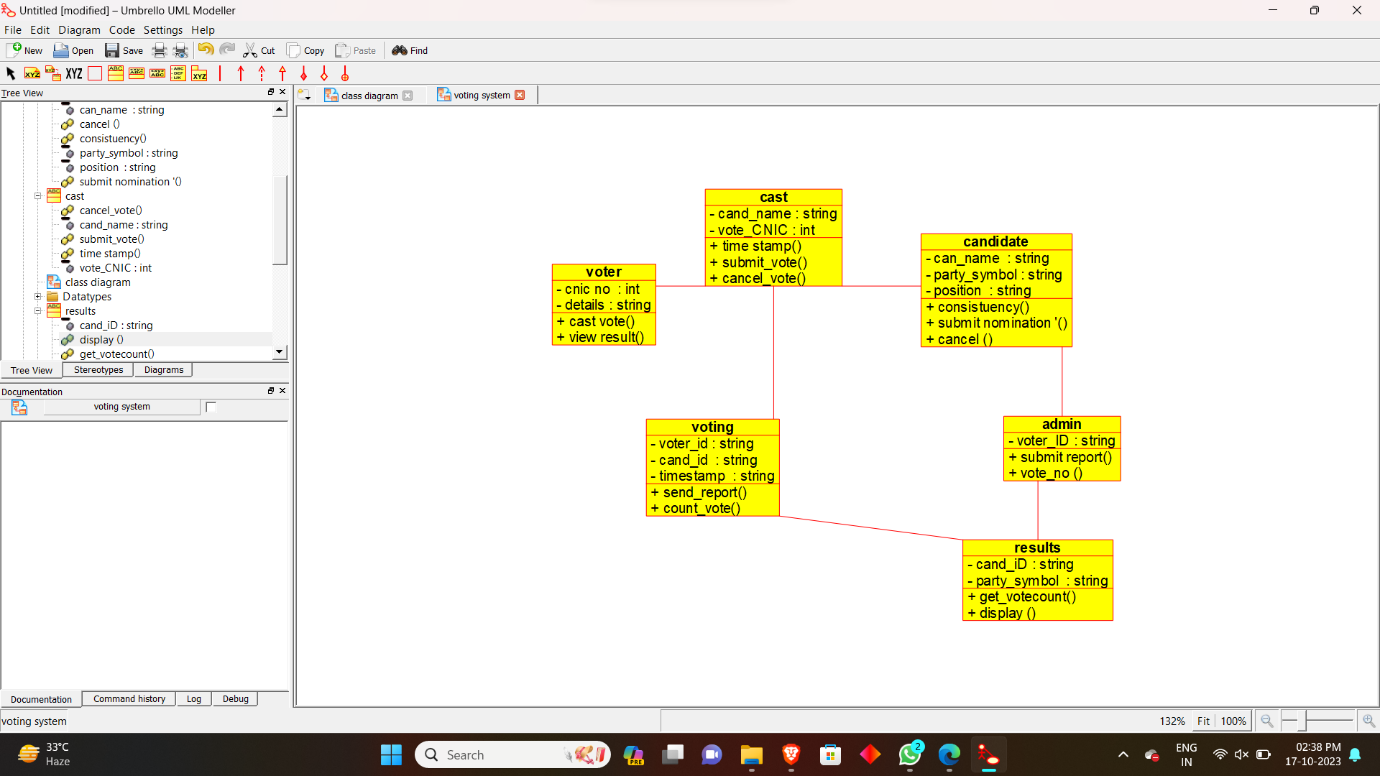 Untitled [modified] – Umbrello UML Modeller
File Edit Diagram Code Settings Help
New Open Save Cut Copy Paste Find
Tree View
class diagram voting system
can_name : string
cancel ()
consistuency()
party_symbol : string
position : string
submit nomination '()
cast
cancel_vote()
cand_name : string
submit_vote()
time stamp()
vote_CNIC : int
class diagram
Datatypes
results
cand_iD : string
display ()
get_votecount()
Tree View Stereotypes Diagrams
Documentation
voting system
Documentation Command history Log Debug
cast
- cand_name : string
- vote_CNIC : int
+ time stamp()
+ submit_vote()
+ cancel_vote()
candidate
- can_name : string
- party_symbol : string
- position : string
+ consistuency()
+ submit nomination '()
+ cancel ()
voter
- cnic no : int
- details : string
+ cast vote()
+ view result()
voting
- voter_id : string
- cand_id : string
- timestamp : string
+ send_report()
+ count_vote()
admin
- voter_ID : string
+ submit report()
+ vote_no ()
results
- cand_iD : string
- party_symbol : string
+ get_votecount()
+ display ()
voting system 132% Fit 100%
33°C
Haze
Search
PRE
2
ENG
IN
02:38 PM
17-10-2023